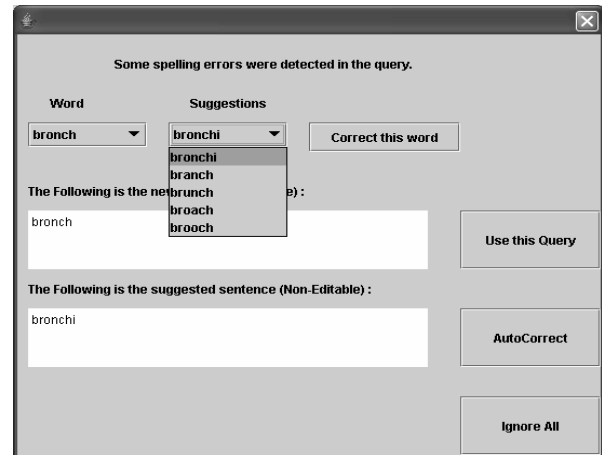 Some spelling errors were detected in the query.
Word Suggestions
bronch bronchi Correct this word
bronchi
branch
The Following is the ne brunch e) :
broach
brooch
bronch
Use this Query
The Following is the suggested sentence (Non-Editable) :
bronchi
AutoCorrect
Ignore All